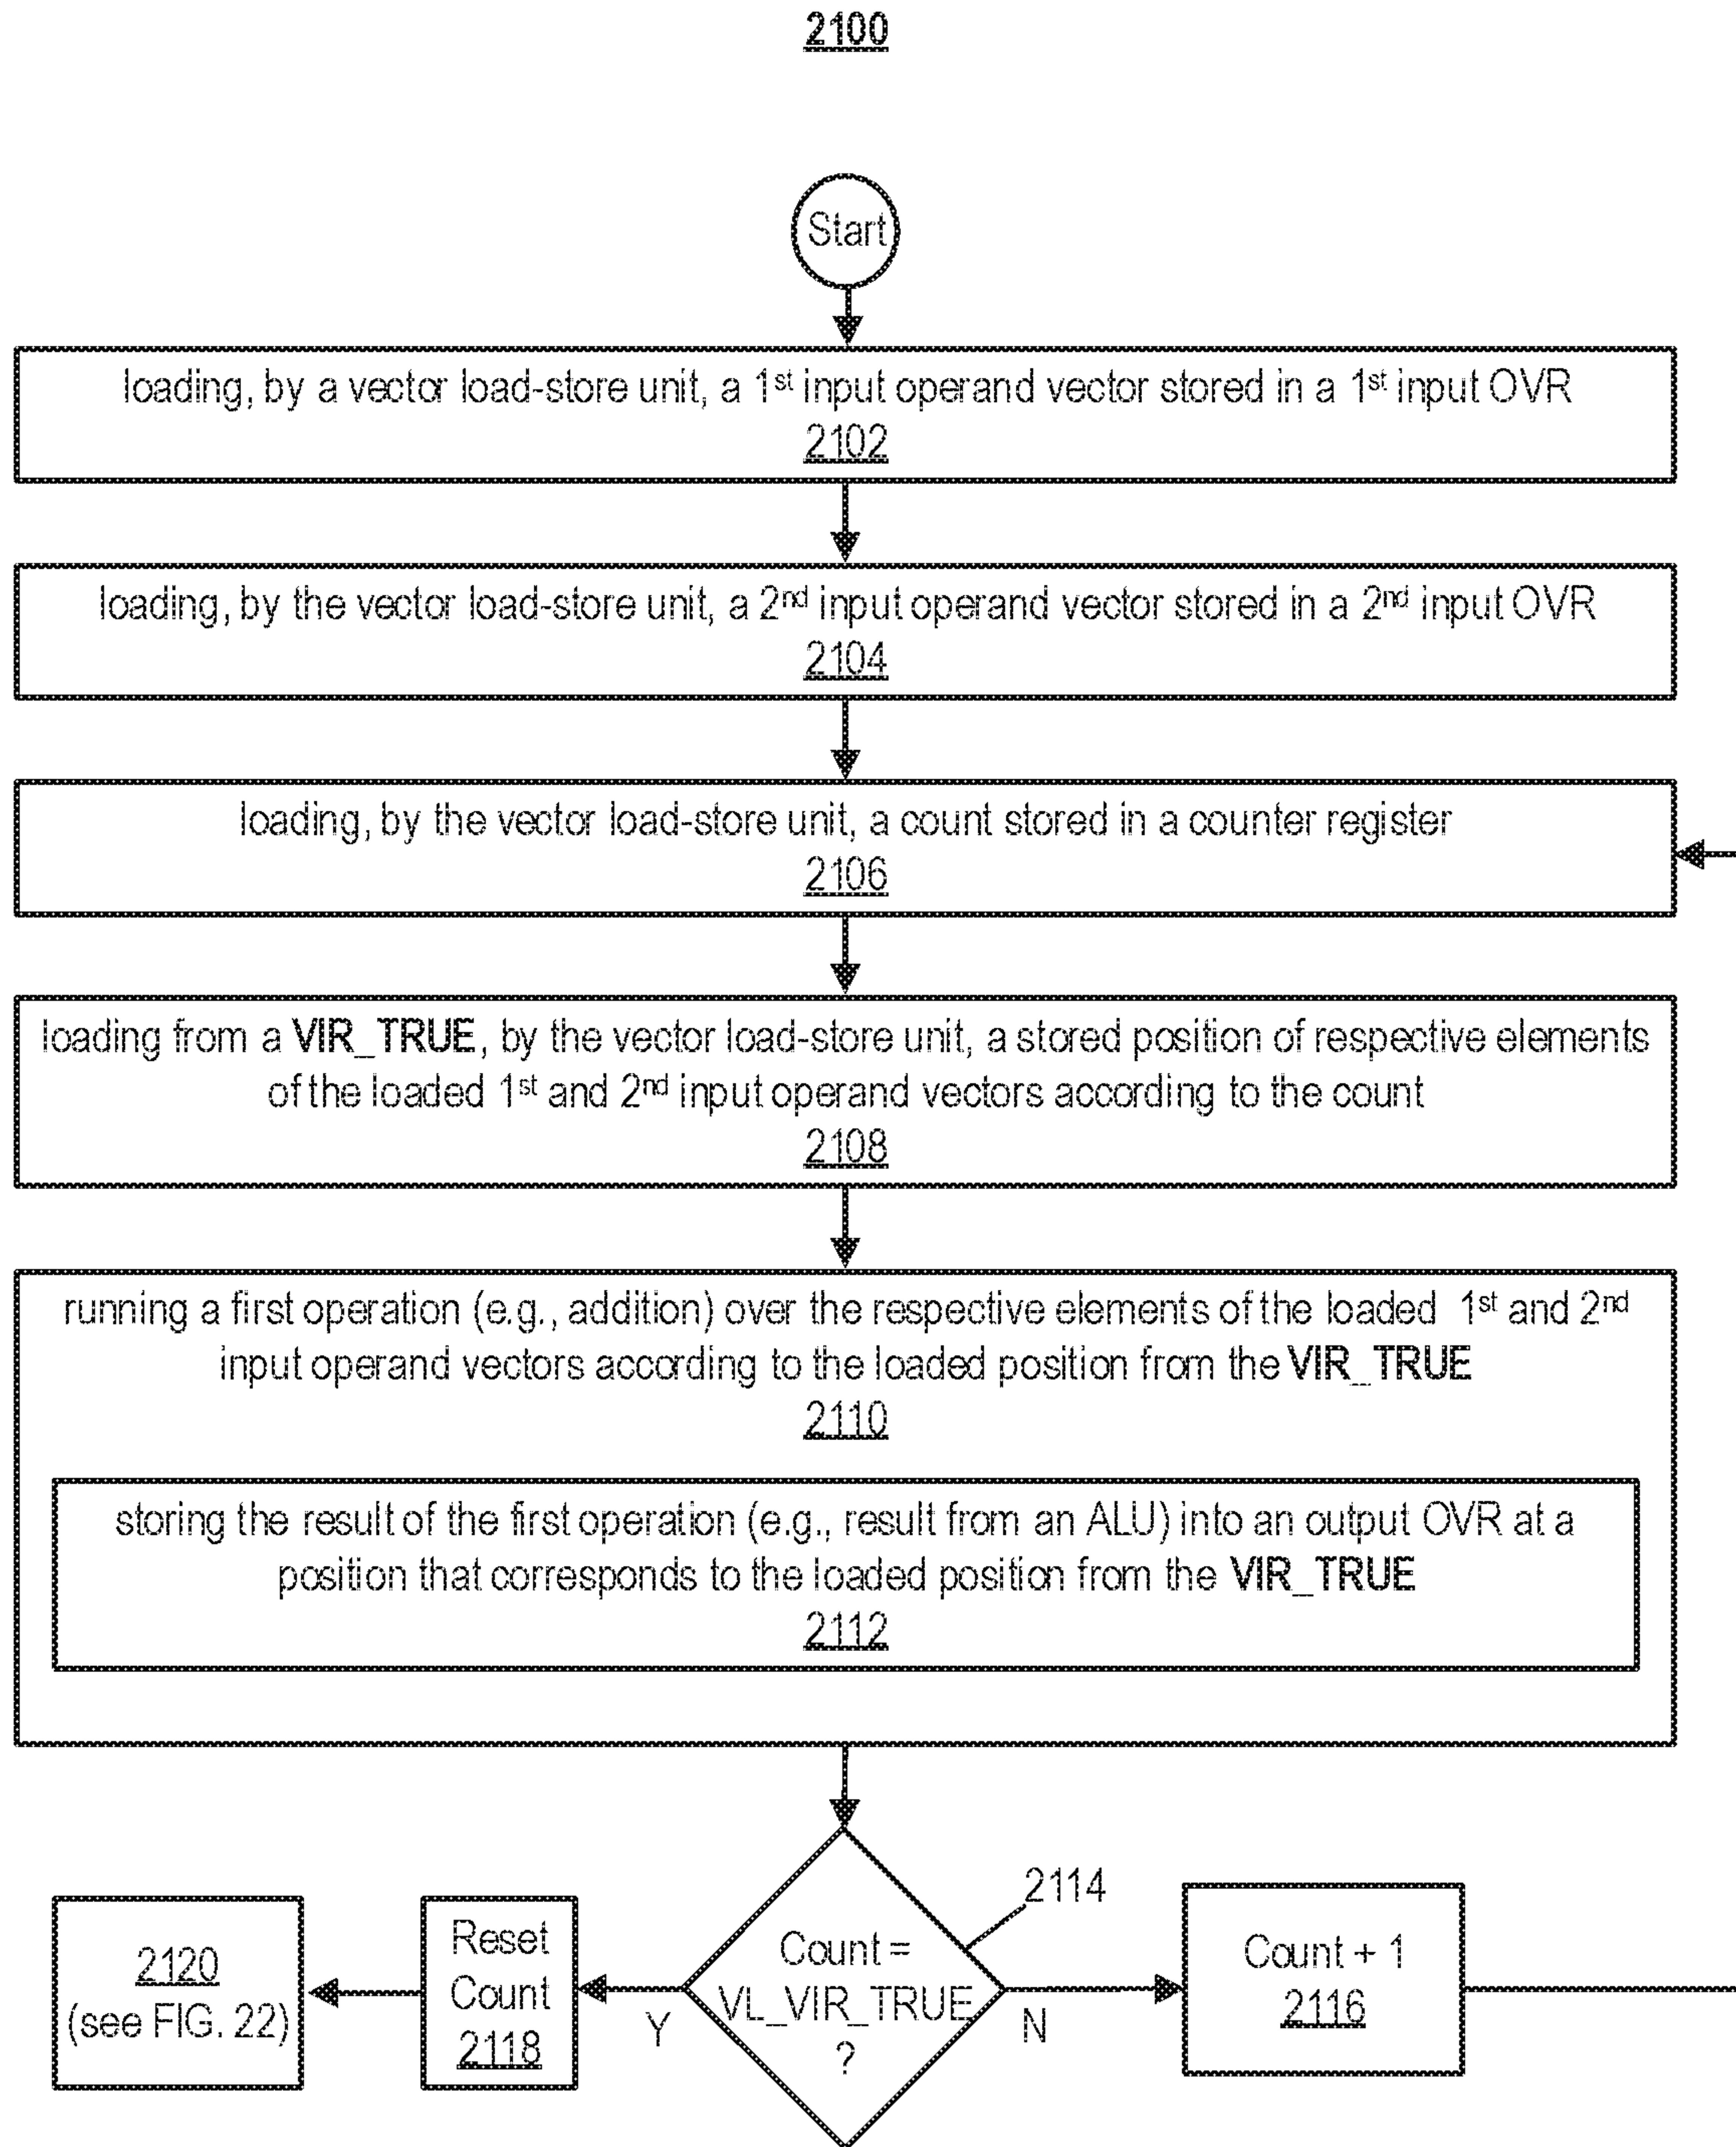 2100
Start
loading, by a vector load-store unit, a 1st input operand vector stored in a 1st input OVR
2102
loading, by the vector load-store unit, a 2nd input operand vector stored in a 2nd input OVR
2104
loading, by the vector load-store unit, a count stored in a counter register
2106
loading from a VIR_TRUE, by the vector load-store unit, a stored position of respective elements
of the loaded 1st and 2nd input operand vectors according to the count
2108
running a first operation (e.g., addition) over the respective elements of the loaded 1st and 2nd
input operand vectors according to the loaded position from the VIR_TRUE
2110
storing the result of the first operation (e.g., result from an ALU) into an output OVR at a
position that corresponds to the loaded position from the VIR_TRUE
2112
2120
(see FIG. 22)
Reset
Count
2118
Y
Count =
VL_VIR_TRUE
?
2114
N
Count + 1
2116